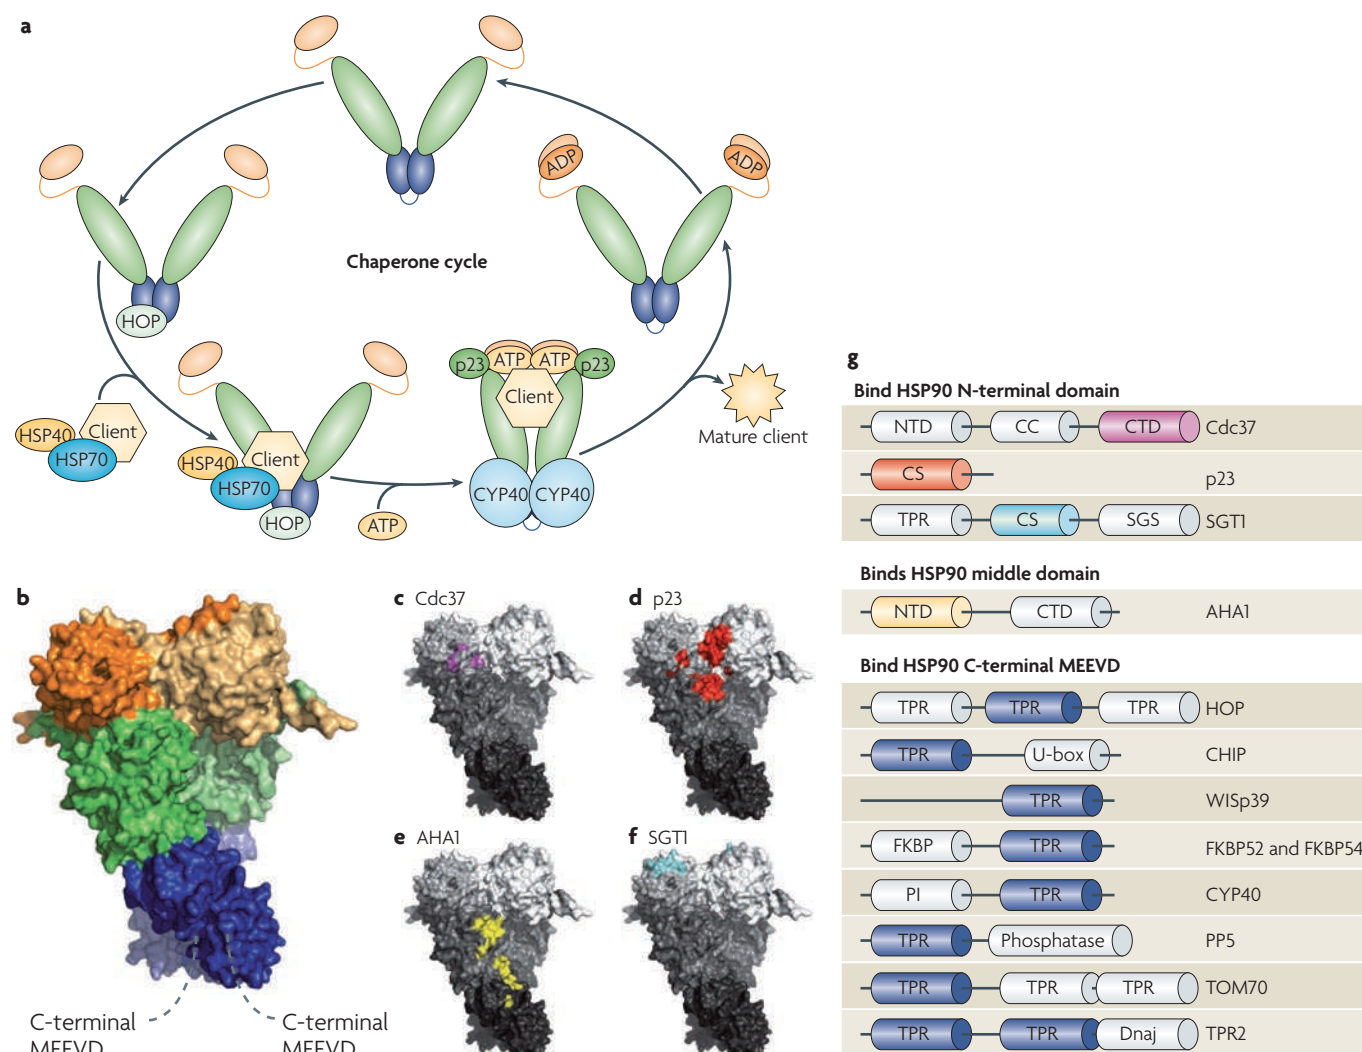 a
ADP
ADP
Chaperone cycle
HOP
p23
ATP
ATP
p23
Client
HSP40
Client
HSP70
HSP40
Client
HSP70
HOP
ATP
CYP40
CYP40
Mature client
b
C-terminal
MEEVD
C-terminal
MEEVD
c Cdc37
d p23
e AHA1
f SGT1
g
Bind HSP90 N-terminal domain
NTD CC CTD Cdc37
CS p23
TPR CS SGS SGT1
Binds HSP90 middle domain
NTD CTD AHA1
Bind HSP90 C-terminal MEEVD
TPR TPR TPR HOP
TPR U-box CHIP
TPR WISp39
FKBP TPR FKBP52 and FKBP54
PI TPR CYP40
TPR Phosphatase PP5
TPR TPR TPR TOM70
TPR TPR Dnaj TPR2